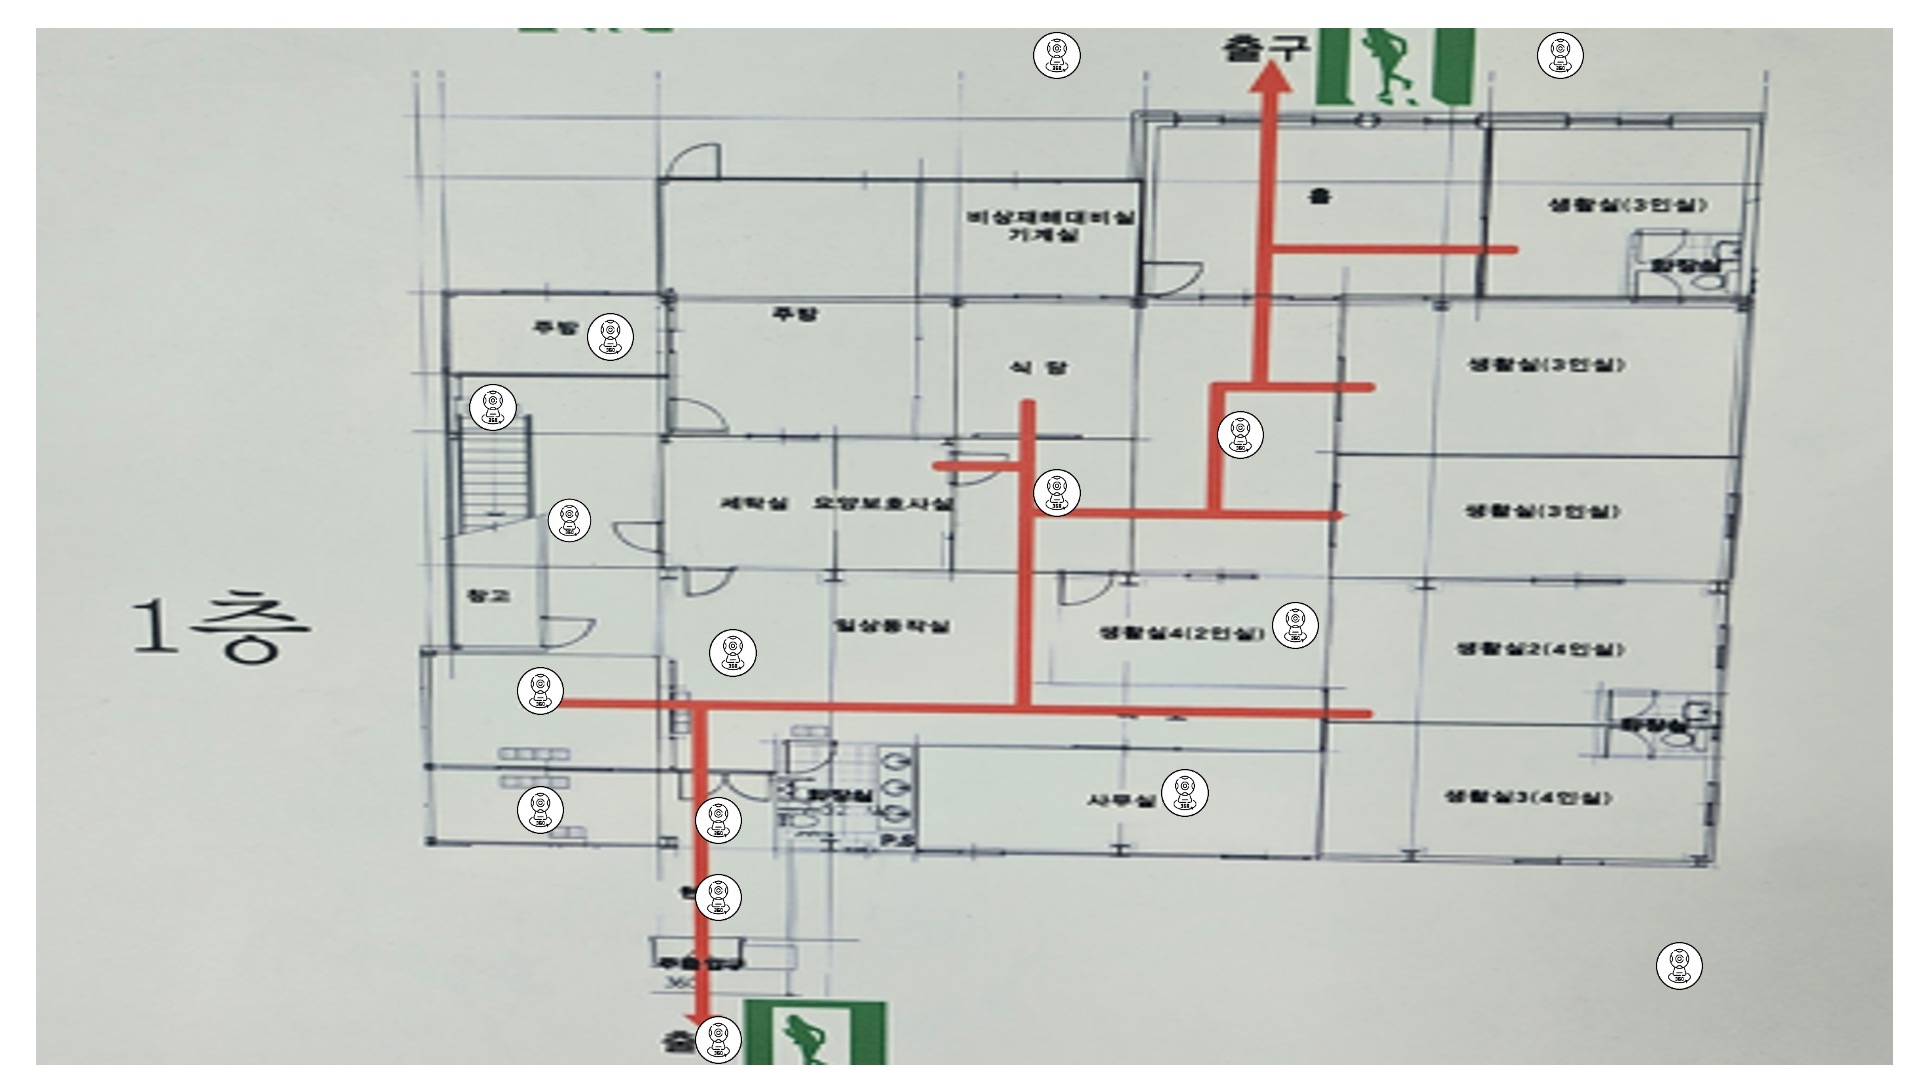 출구
홀
생활실(3인실)
비상재해대비실
기계실
화장실
주방
주방
식 당
생활실(3인실)
세탁실
요양보호사실
생활실(3인실)
창고
일상동작실
생활실4(2인실)
생활실2(4인실)
1층
화장실
화장실
사무실
생활실3(4인실)
P.S
주출입구
360